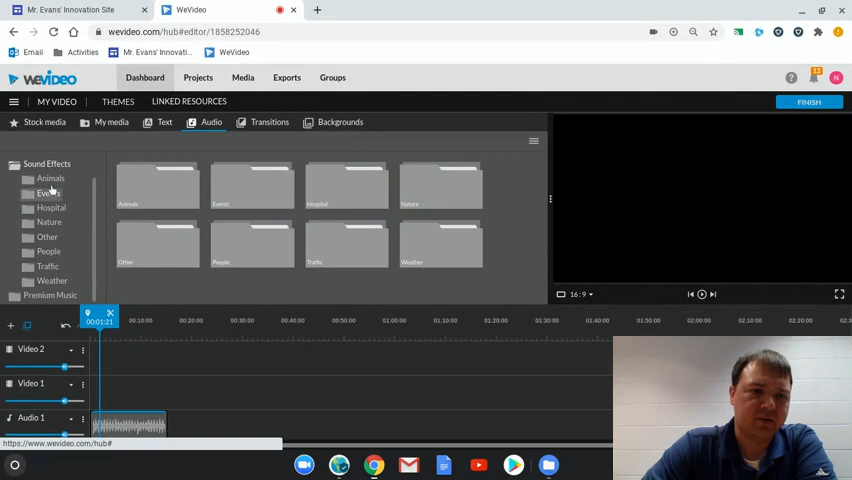 Mr. Evans' Innovation Site
WeVideo
wevideo.com/hub#editor/1858252046
Email
Activities
Mr. Evans' Innovati...
WeVideo
wevideo
Dashboard
Projects
Media
Exports
Groups
12
N
MY VIDEO
THEMES
LINKED RESOURCES
FINISH
Stock media
My media
Text
Audio
Transitions
Backgrounds
Sound Effects
Animals
Events
Hospital
Nature
Other
People
Traffic
Weather
Premium Music
Animals
Events
Hospital
Nature
Other
People
Traffic
Weather
16:9
00:01:21
00:10:00
00:20:00
00:30:00
00:40:00
00:50:00
01:00:00
01:10:00
01:20:00
01:30:00
01:40:00
01:50:00
02:00:00
02:10:00
02:20:00
02:30
Video 2
Video 1
Audio 1
https://www.wevideo.com/hub#